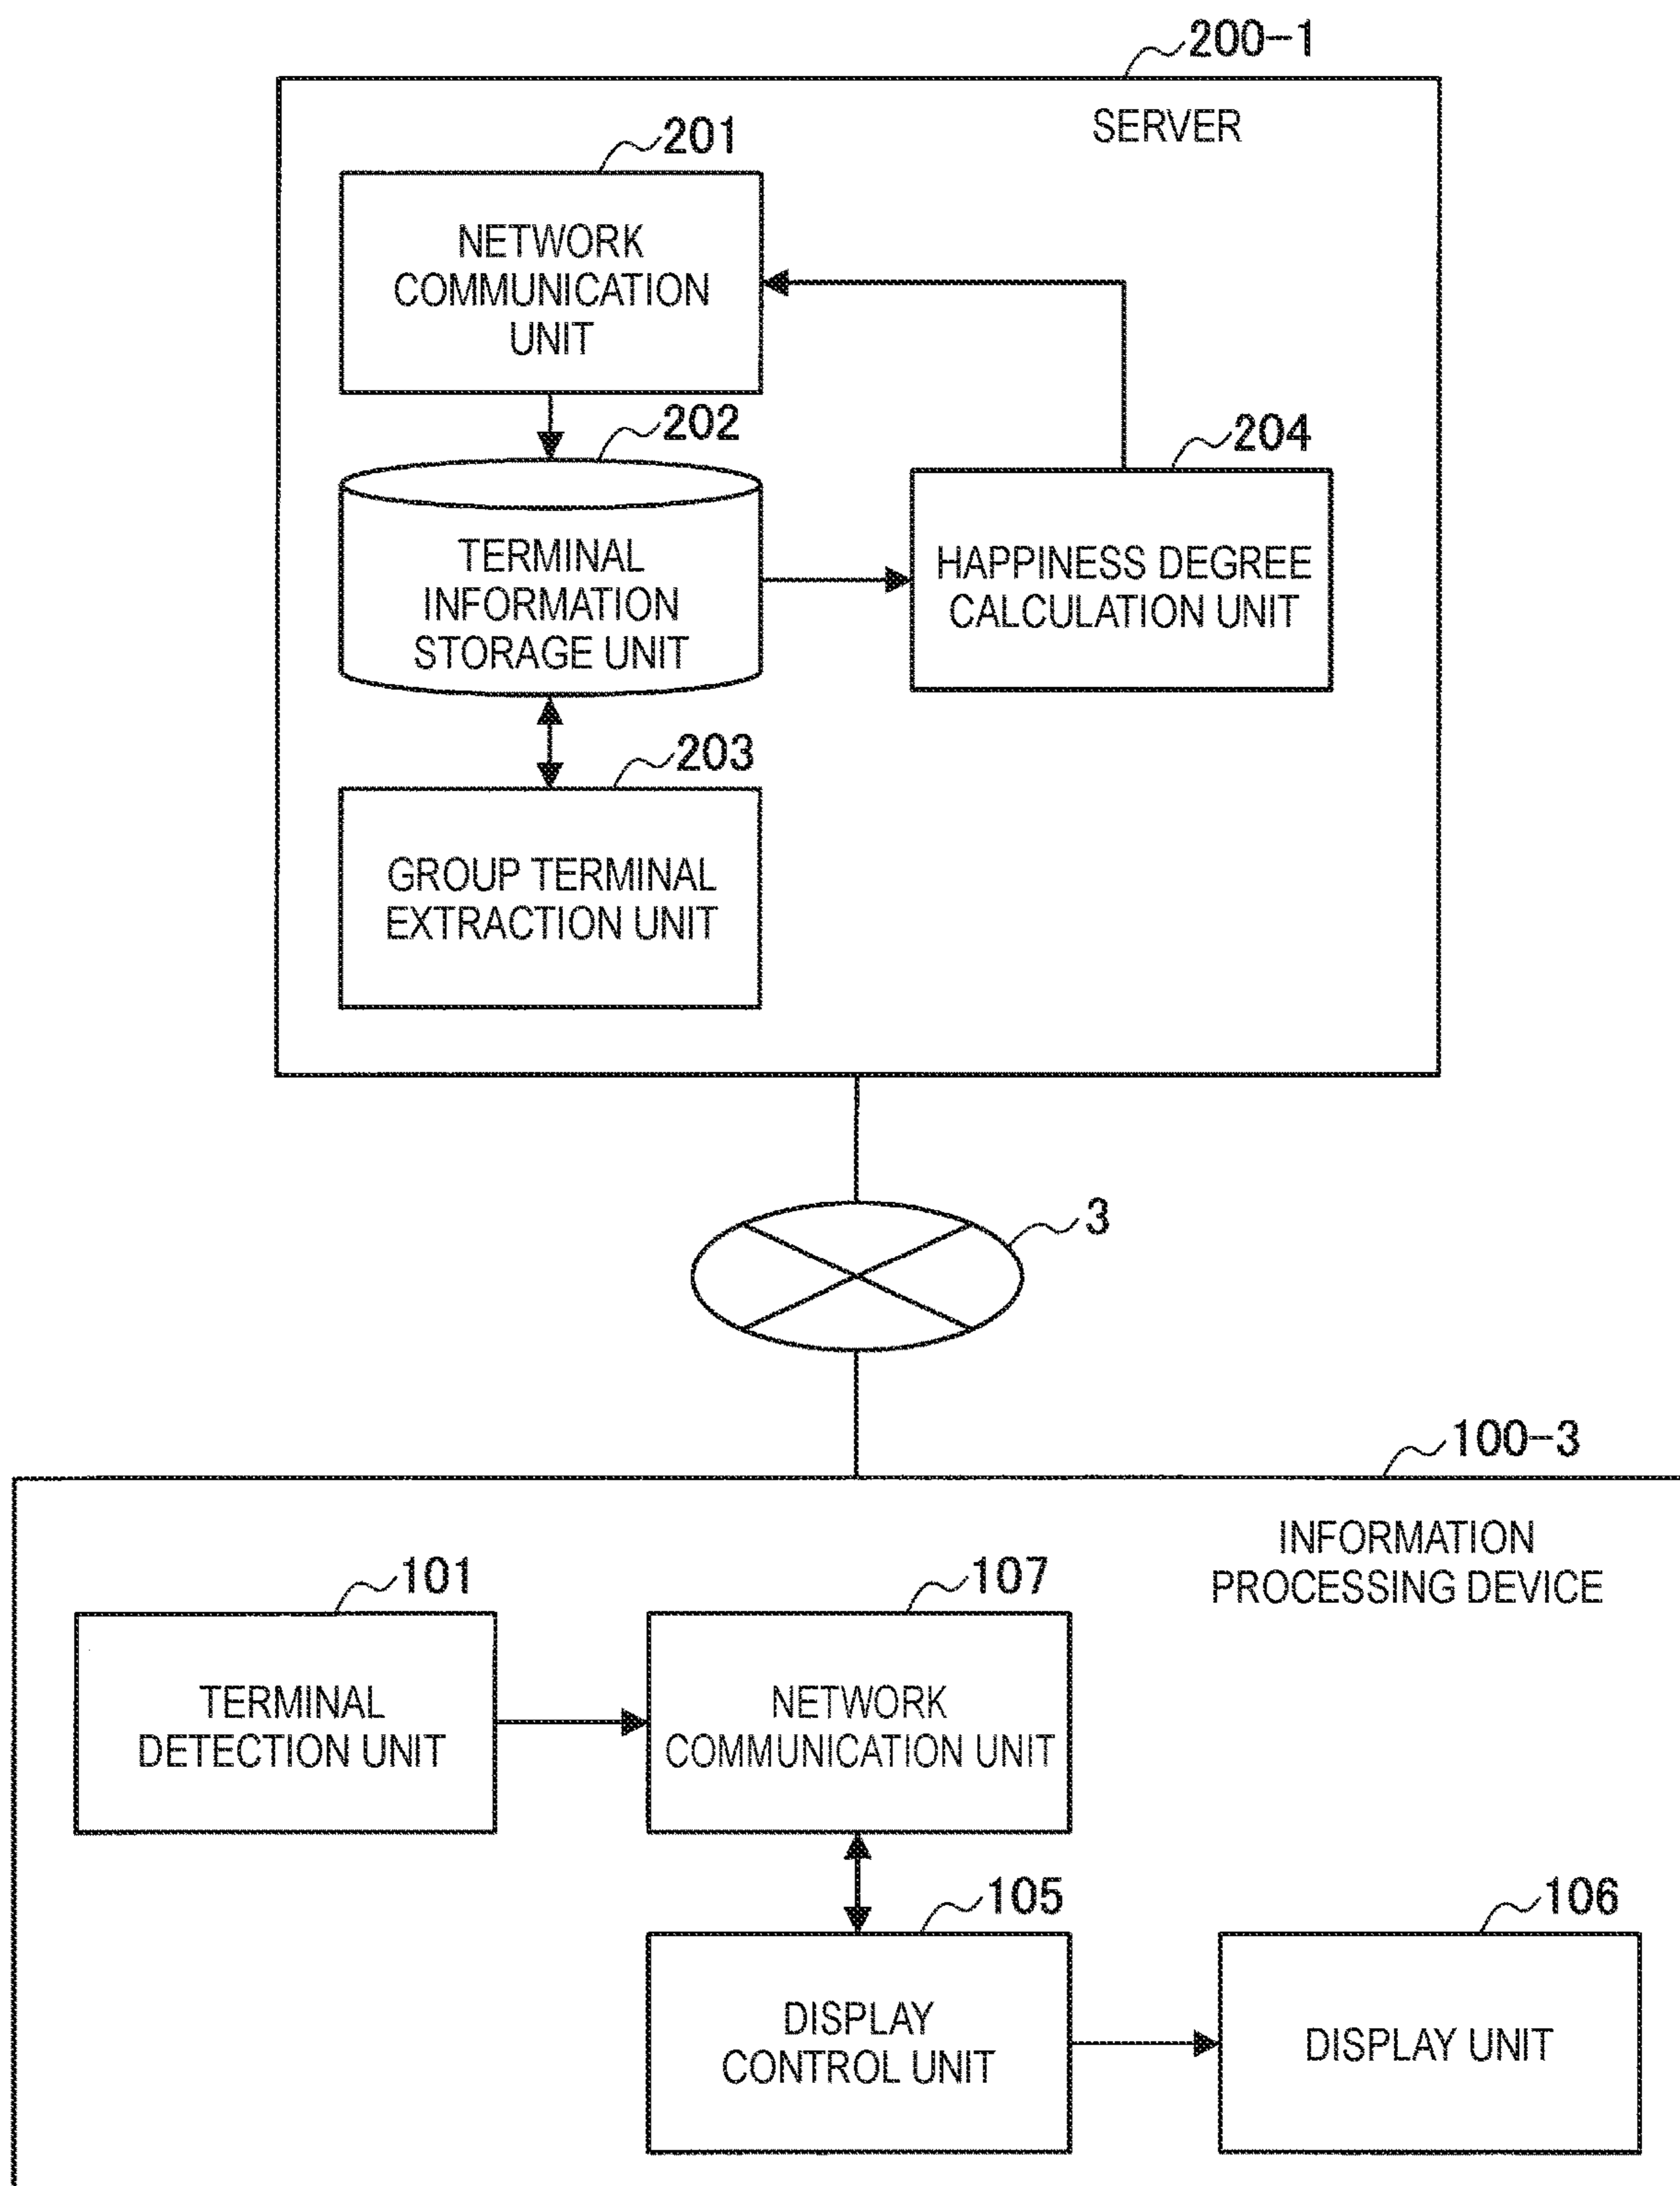 200-1
SERVER
201
NETWORK
COMMUNICATION
UNIT
202
TERMINAL
INFORMATION
STORAGE UNIT
204
HAPPINESS DEGREE
CALCULATION UNIT
203
GROUP TERMINAL
EXTRACTION UNIT
3
100-3
INFORMATION
PROCESSING DEVICE
101
TERMINAL
DETECTION UNIT
107
NETWORK
COMMUNICATION UNIT
105
DISPLAY
CONTROL UNIT
106
DISPLAY UNIT